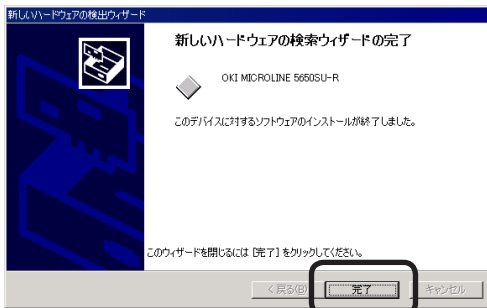 新しいハードウェアの検出ウィザード
新しいハードウェアの検索ウィザードの完了
OKI MICROLINE 5650SU-R
このデバイスに対するソフトウェアのインストールが終了しました。
このウィザードを閉じるには [完了] をクリックしてください。
< 戻る(B)
完了
キャンセル